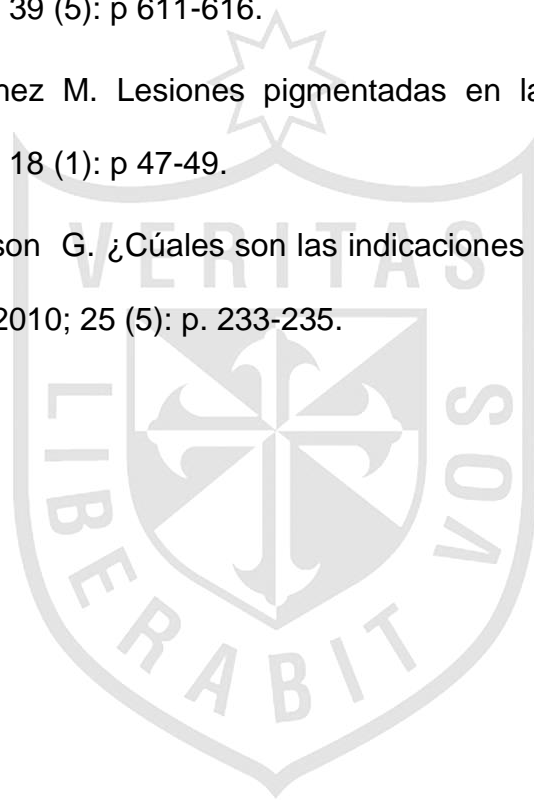 39 (5): p 611-616.
nez M. Lesiones pigmentadas en la
18 (1): p 47-49.
son G. ¿Cúales son las indicaciones
2010; 25 (5): p. 233-235.
VERITAS
LIBERABIT VOS